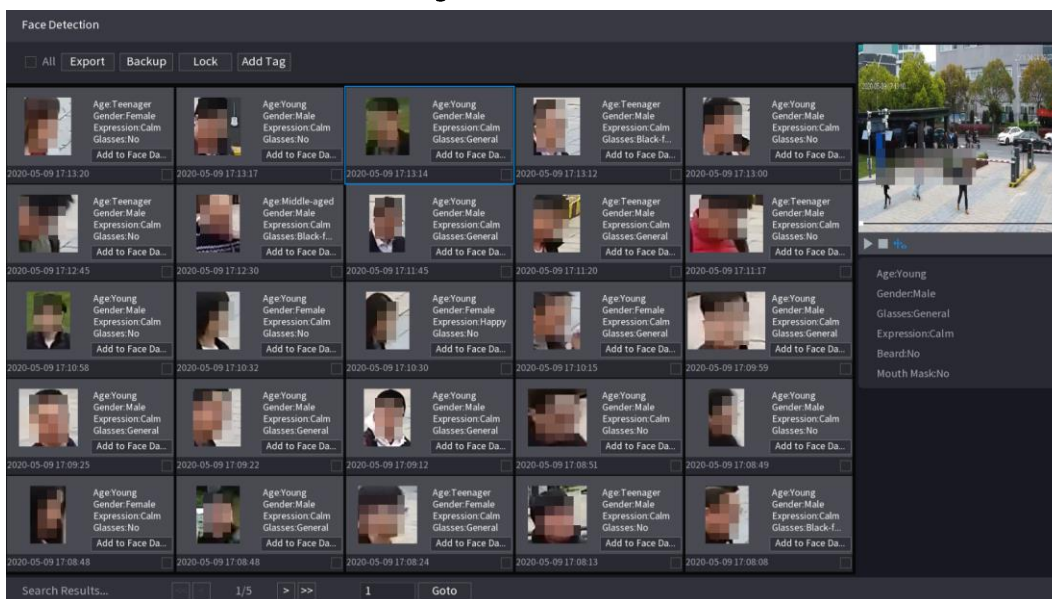 Face Detection
All Export Backup Lock Add Tag
Age:Teenager
Gender:Female
Expression:Calm
Glasses:No
Add to Face Da...
2020-05-09 17:13:20
Age:Young
Gender:Male
Expression:Calm
Glasses:No
Add to Face Da...
2020-05-09 17:13:17
Age:Young
Gender:Male
Expression:Calm
Glasses:General
Add to Face Da...
2020-05-09 17:13:14
Age:Teenager
Gender:Male
Expression:Calm
Glasses:Black-f...
Add to Face Da...
2020-05-09 17:13:12
Age:Young
Gender:Male
Expression:Calm
Glasses:No
Add to Face Da...
2020-05-09 17:13:00
Age:Teenager
Gender:Male
Expression:Calm
Glasses:No
Add to Face Da...
2020-05-09 17:12:45
Age:Middle-aged
Gender:Male
Expression:Calm
Glasses:Black-f...
Add to Face Da...
2020-05-09 17:12:30
Age:Young
Gender:Male
Expression:Calm
Glasses:General
Add to Face Da...
2020-05-09 17:11:45
Age:Teenager
Gender:Male
Expression:Calm
Glasses:General
Add to Face Da...
2020-05-09 17:11:20
Age:Teenager
Gender:Male
Expression:Calm
Glasses:No
Add to Face Da...
2020-05-09 17:11:17
Age:Young
Gender:Male
Expression:Calm
Glasses:No
Add to Face Da...
2020-05-09 17:10:58
Age:Young
Gender:Female
Expression:Calm
Glasses:No
Add to Face Da...
2020-05-09 17:10:32
Age:Young
Gender:Female
Expression:Happy
Glasses:No
Add to Face Da...
2020-05-09 17:10:30
Age:Young
Gender:Female
Expression:Calm
Glasses:General
Add to Face Da...
2020-05-09 17:10:15
Age:Young
Gender:Male
Expression:Calm
Glasses:General
Add to Face Da...
2020-05-09 17:09:59
Age:Young
Gender:Male
Expression:Calm
Glasses:General
Add to Face Da...
2020-05-09 17:09:25
Age:Young
Gender:Male
Expression:Calm
Glasses:General
Add to Face Da...
2020-05-09 17:09:22
Age:Young
Gender:Male
Expression:Calm
Glasses:General
Add to Face Da...
2020-05-09 17:09:12
Age:Young
Gender:Male
Expression:Calm
Glasses:No
Add to Face Da...
2020-05-09 17:08:51
Age:Young
Gender:Male
Expression:Calm
Glasses:No
Add to Face Da...
2020-05-09 17:08:49
Age:Young
Gender:Female
Expression:Calm
Glasses:No
Add to Face Da...
2020-05-09 17:08:48
Age:Young
Gender:Male
Expression:Calm
Glasses:General
Add to Face Da...
2020-05-09 17:08:48
Age:Teenager
Gender:Female
Expression:Calm
Glasses:General
Add to Face Da...
2020-05-09 17:08:24
Age:Teenager
Gender:Male
Expression:Calm
Glasses:No
Add to Face Da...
2020-05-09 17:08:13
Age:Young
Gender:Male
Expression:Calm
Glasses:Black-f...
Add to Face Da...
2020-05-09 17:08:08
Age:Young
Gender:Male
Glasses:General
Expression:Calm
Beard:No
Mouth Mask:No
Search Results... 1/5 > >> 1 Goto